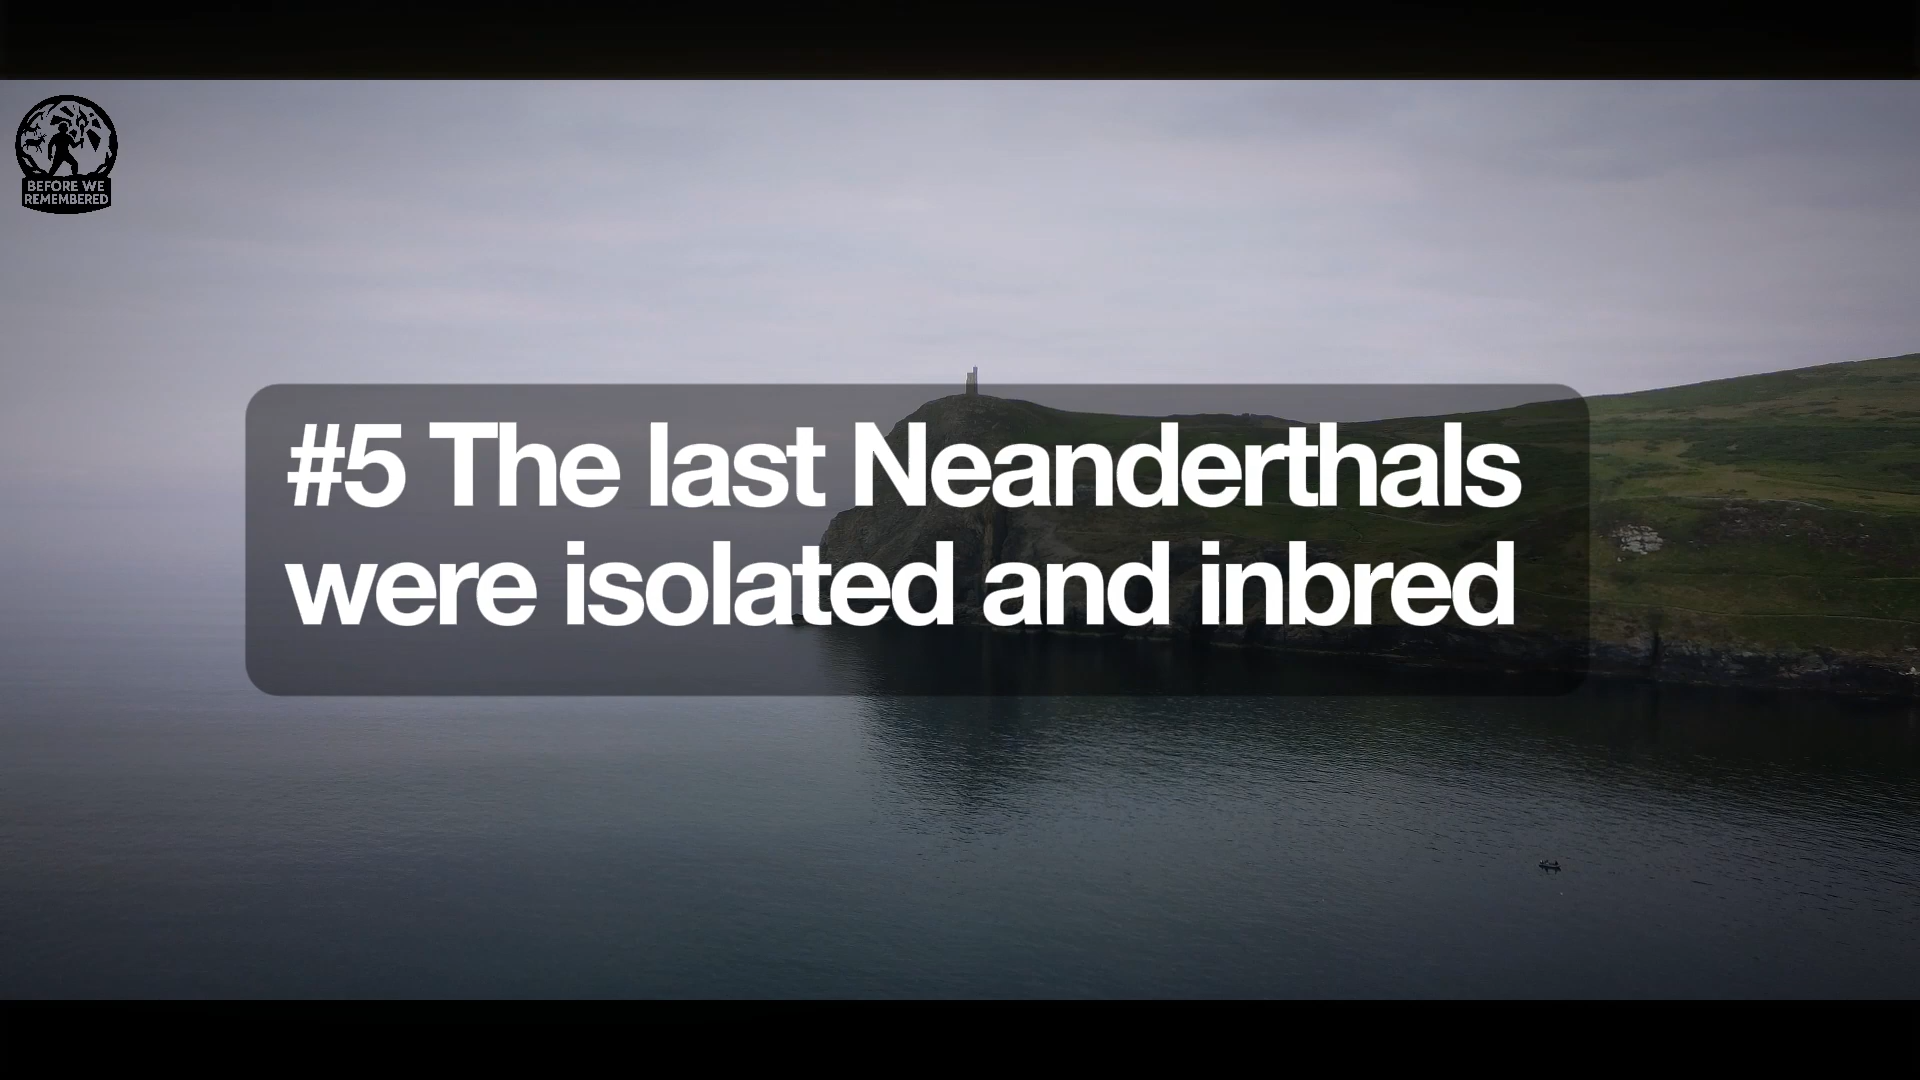 BEFORE WE
REMEMBERED
#5 The last Neanderthals
were isolated and inbred